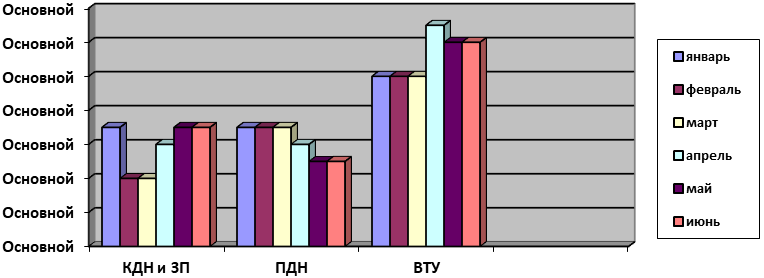 Основной
Основной
Основной
Основной
Основной
Основной
Основной
Основной
КДН и ЗП ПДН ВТУ
январь
февраль
март
апрель
май
июнь